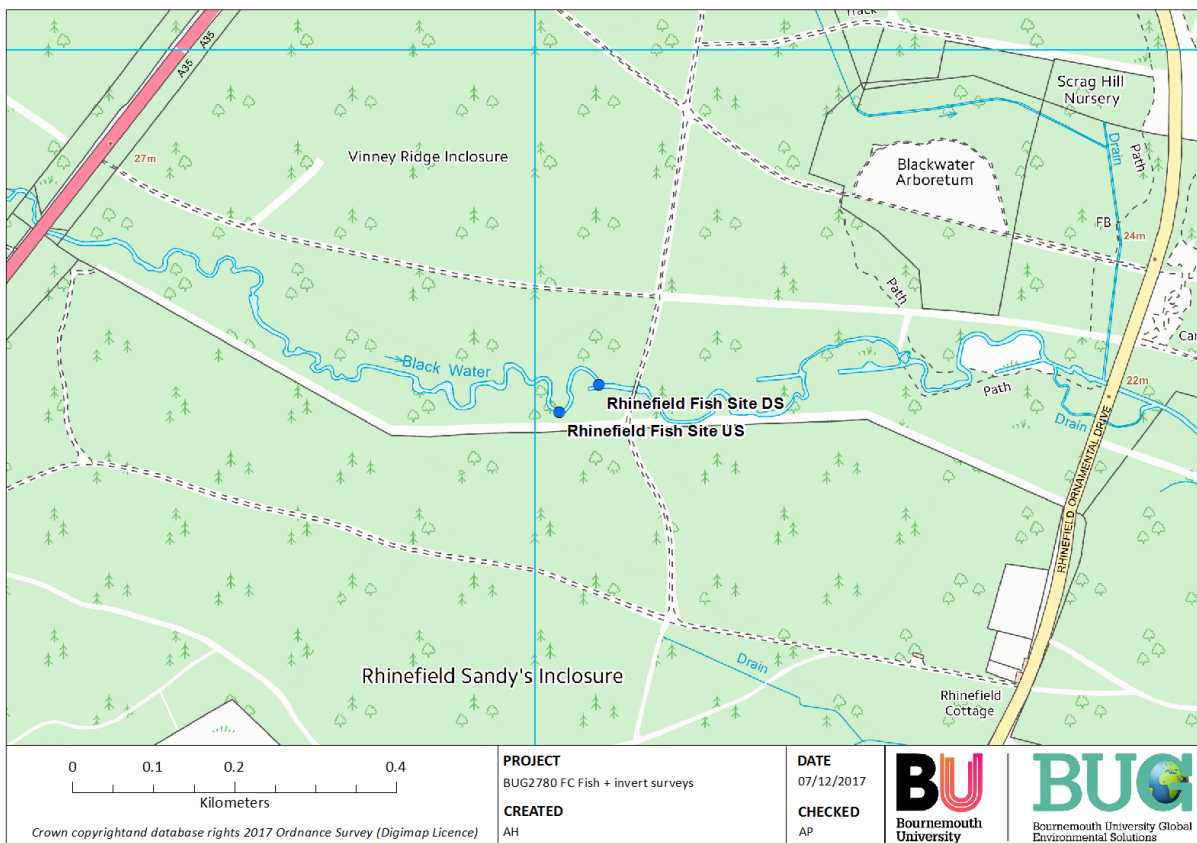 Track
A35
A35
Scrag Hill
Nursery
27m
Vinney Ridge Inclosure
Drain
Path
Blackwater
Arboretum
FB
24m
Path
Car
Black Water
Path
22m
Rhinefield Fish Site DS
Drain
Rhinefield Fish Site US
RHINEFIELD ORNAMENTAL DRIVE
Drain
Rhinefield Sandy's Inclosure
Rhinefield
Cottage
0 0.1 0.2 0.4
Kilometers
Crown copyrightand database rights 2017 Ordnance Survey (Digimap Licence)
PROJECT
BUG2780 FC Fish + invert surveys
CREATED
AH
DATE
07/12/2017
CHECKED
AP
BU
Bournemouth
University
BUG
Bournemouth University Global
Environmental Solutions